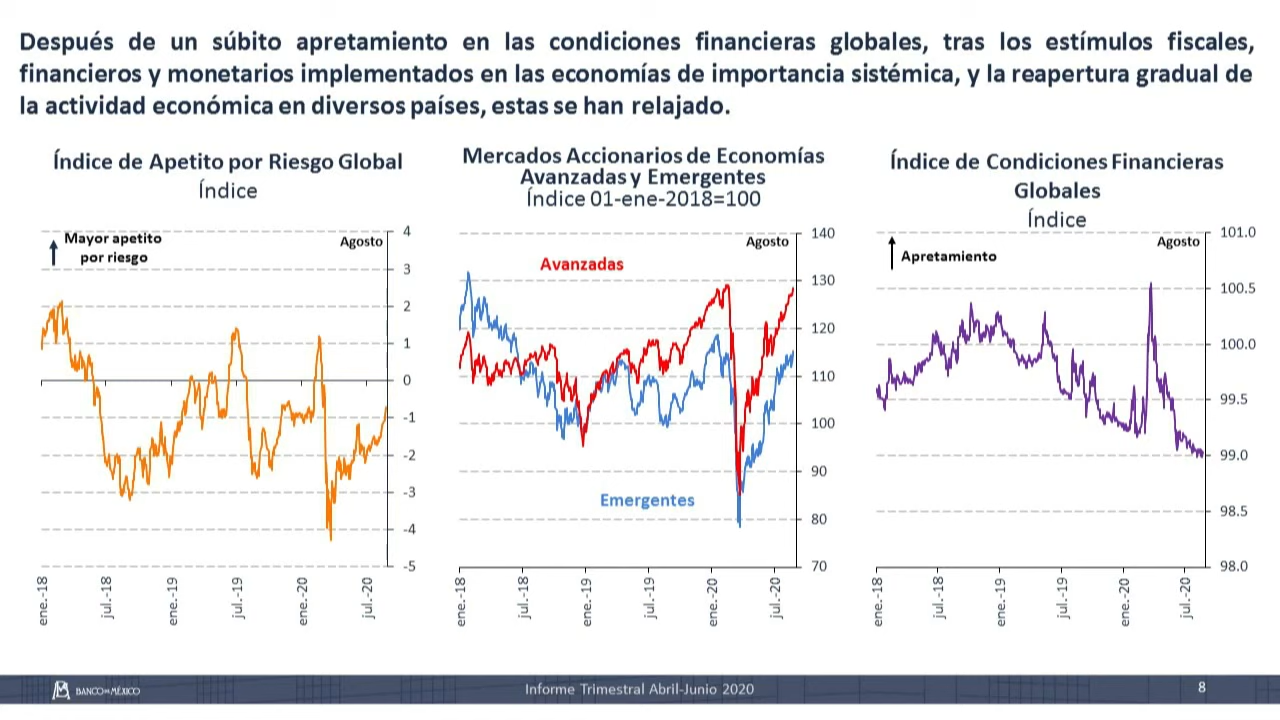 Después de un súbito apretamiento en las condiciones financieras globales, tras los estímulos fiscales,
financieros y monetarios implementados en las economías de importancia sistémica, y la reapertura gradual de
la actividad económica en diversos países, estas se han relajado.
Índice de Apetito por Riesgo Global
Índice
Mayor apetito
por riesgo
Agosto
4
3
2
1
0
-1
-2
-3
-4
-5
ene.-18
jul.-18
ene.-19
jul.-19
ene.-20
jul.-20
Mercados Accionarios de Economías
Avanzadas y Emergentes
Índice 01-ene-2018=100
Agosto
Avanzadas
Emergentes
140
130
120
110
100
90
80
70
ene.-18
jul.-18
ene.-19
jul.-19
ene.-20
jul.-20
Índice de Condiciones Financieras
Globales
Índice
Agosto
Apretamiento
101.0
100.5
100.0
99.5
99.0
98.5
98.0
ene.-18
jul.-18
ene.-19
jul.-19
ene.-20
jul.-20
BANCO DE MÉXICO
Informe Trimestral Abril-Junio 2020
8